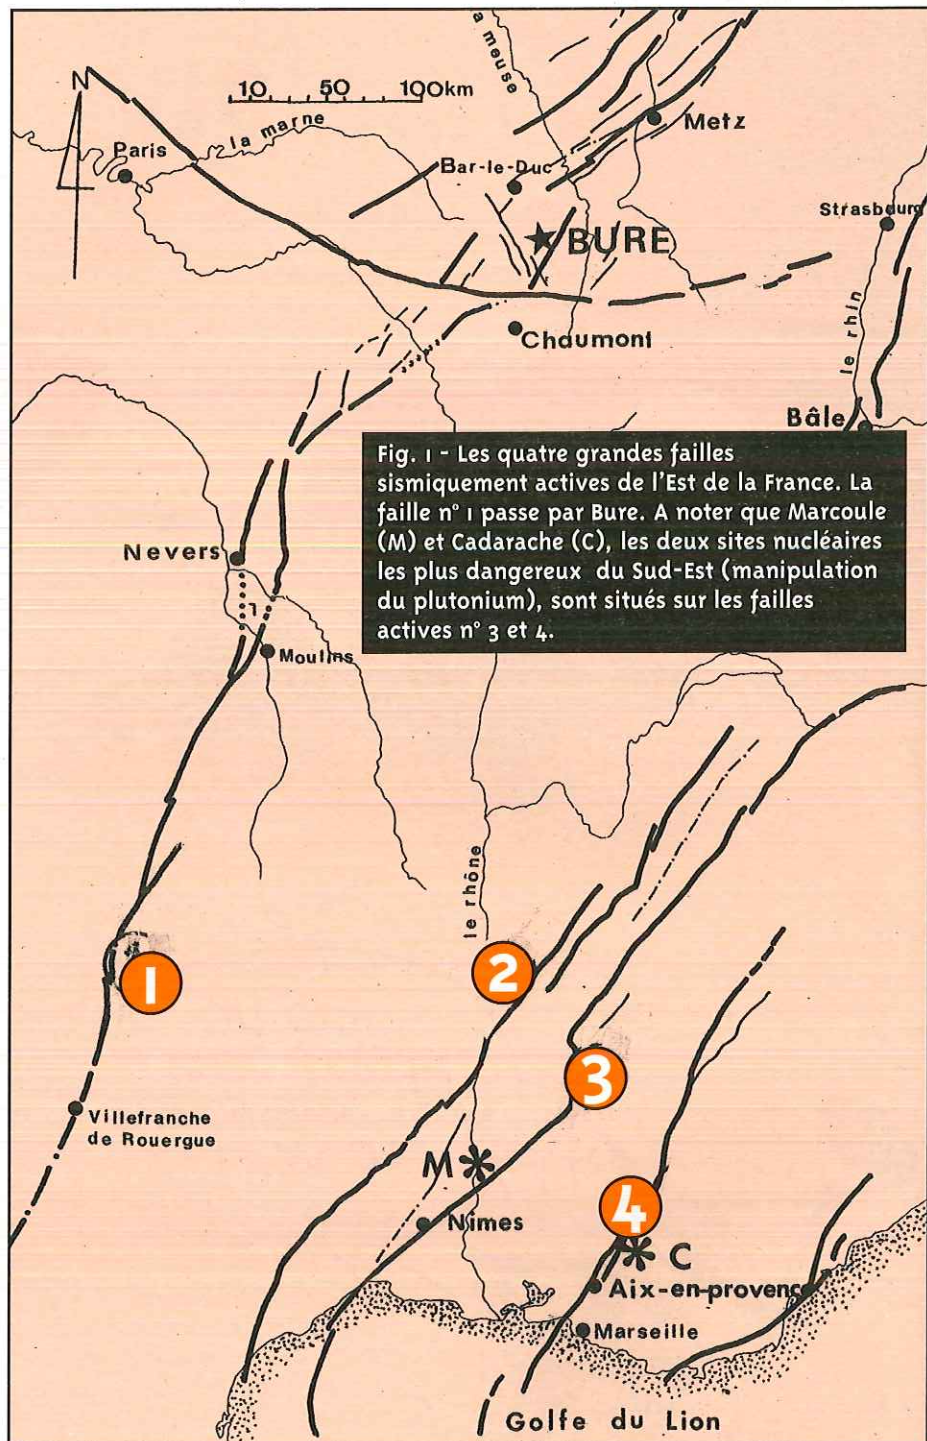 la meuse
N
10 50 100km
la marne
Paris
Metz
Bar-le-Duc
Strasbourg
BURE
le rhin
Chaumont
Bâle
Fig. 1 - Les quatre grandes failles
sismiquement actives de l'Est de la France. La
faille n° 1 passe par Bure. A noter que Marcoule
(M) et Cadarache (C), les deux sites nucléaires
les plus dangereux du Sud-Est (manipulation
du plutonium), sont situés sur les failles
actives n° 3 et 4.
Nevers
Moulins
le rhône
1
2
3
Villefranche
de Rouergue
M
4
Nimes
C
Aix-en-provence
Marseille
Golfe du Lion